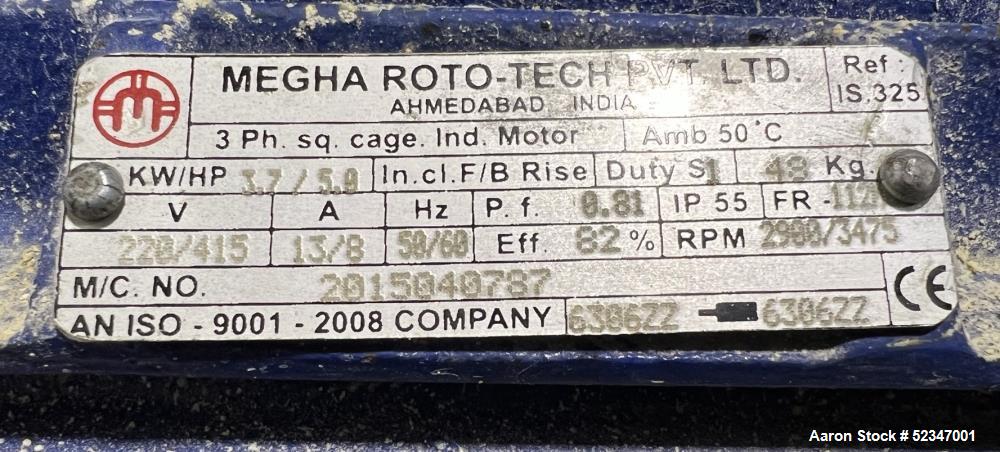 MEGHA ROTO-TECH PVT. LTD.
AHMEDABAD, INDIA
Ref :
IS.325
3 Ph. sq. cage. Ind. Motor Amb 50°C
KW/HP 3.7/5.0 In.cl.F/B Rise Duty S1 48 Kg.
V A Hz P. f. 0.81 IP 55 FR -
220/415 13/8 50/60 Eff. 82 % RPM 2900/3475
M/C. NO. 2015040787
AN ISO - 9001 - 2008 COMPANY 6306ZZ 6306ZZ
CE
Aaron Stock # 52347001